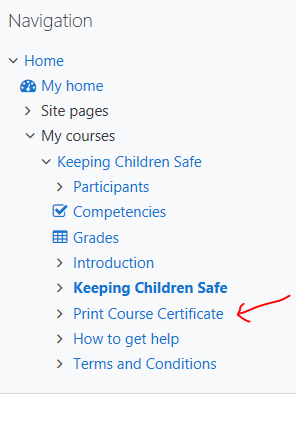 Navigation
Home
My home
Site pages
My courses
Keeping Children Safe
Participants
Competencies
Grades
Introduction
Keeping Children Safe
Print Course Certificate
How to get help
Terms and Conditions